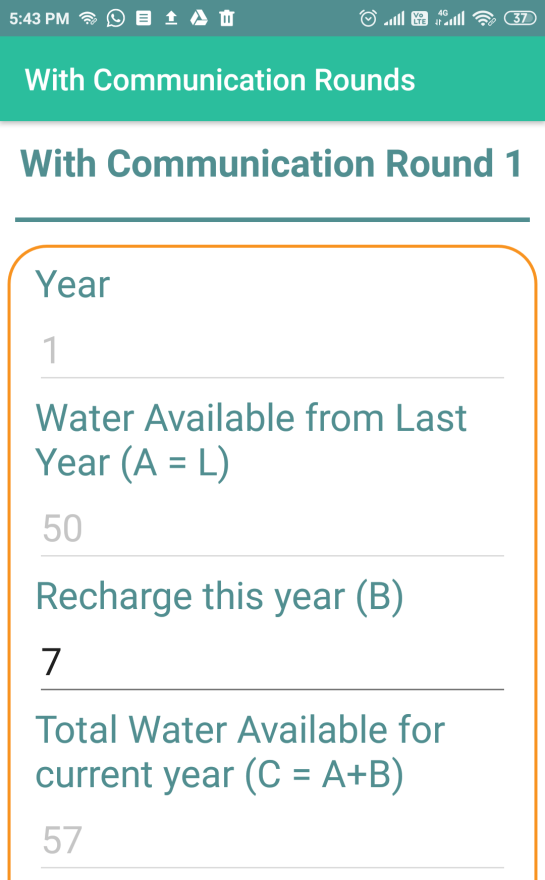 5:43 PM
Vo LTE
4G
37
With Communication Rounds
With Communication Round 1
Year
1
Water Available from Last
Year (A = L)
50
Recharge this year (B)
7
Total Water Available for
current year (C = A+B)
57